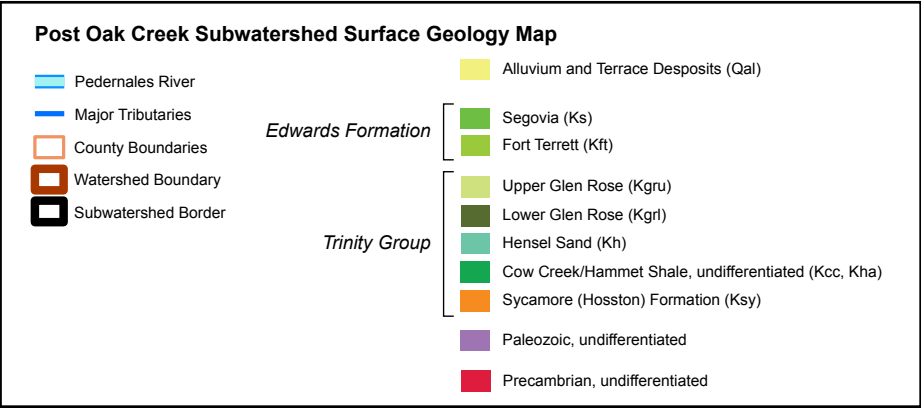 Post Oak Creek Subwatershed Surface Geology Map
Pedernales River
Major Tributaries
County Boundaries
Watershed Boundary
Subwatershed Border
Alluvium and Terrace Desposits (Qal)
Edwards Formation
Segovia (Ks)
Fort Terrett (Kft)
Trinity Group
Upper Glen Rose (Kgru)
Lower Glen Rose (Kgrl)
Hensel Sand (Kh)
Cow Creek/Hammet Shale, undifferentiated (Kcc, Kha)
Sycamore (Hosston) Formation (Ksy)
Paleozoic, undifferentiated
Precambrian, undifferentiated